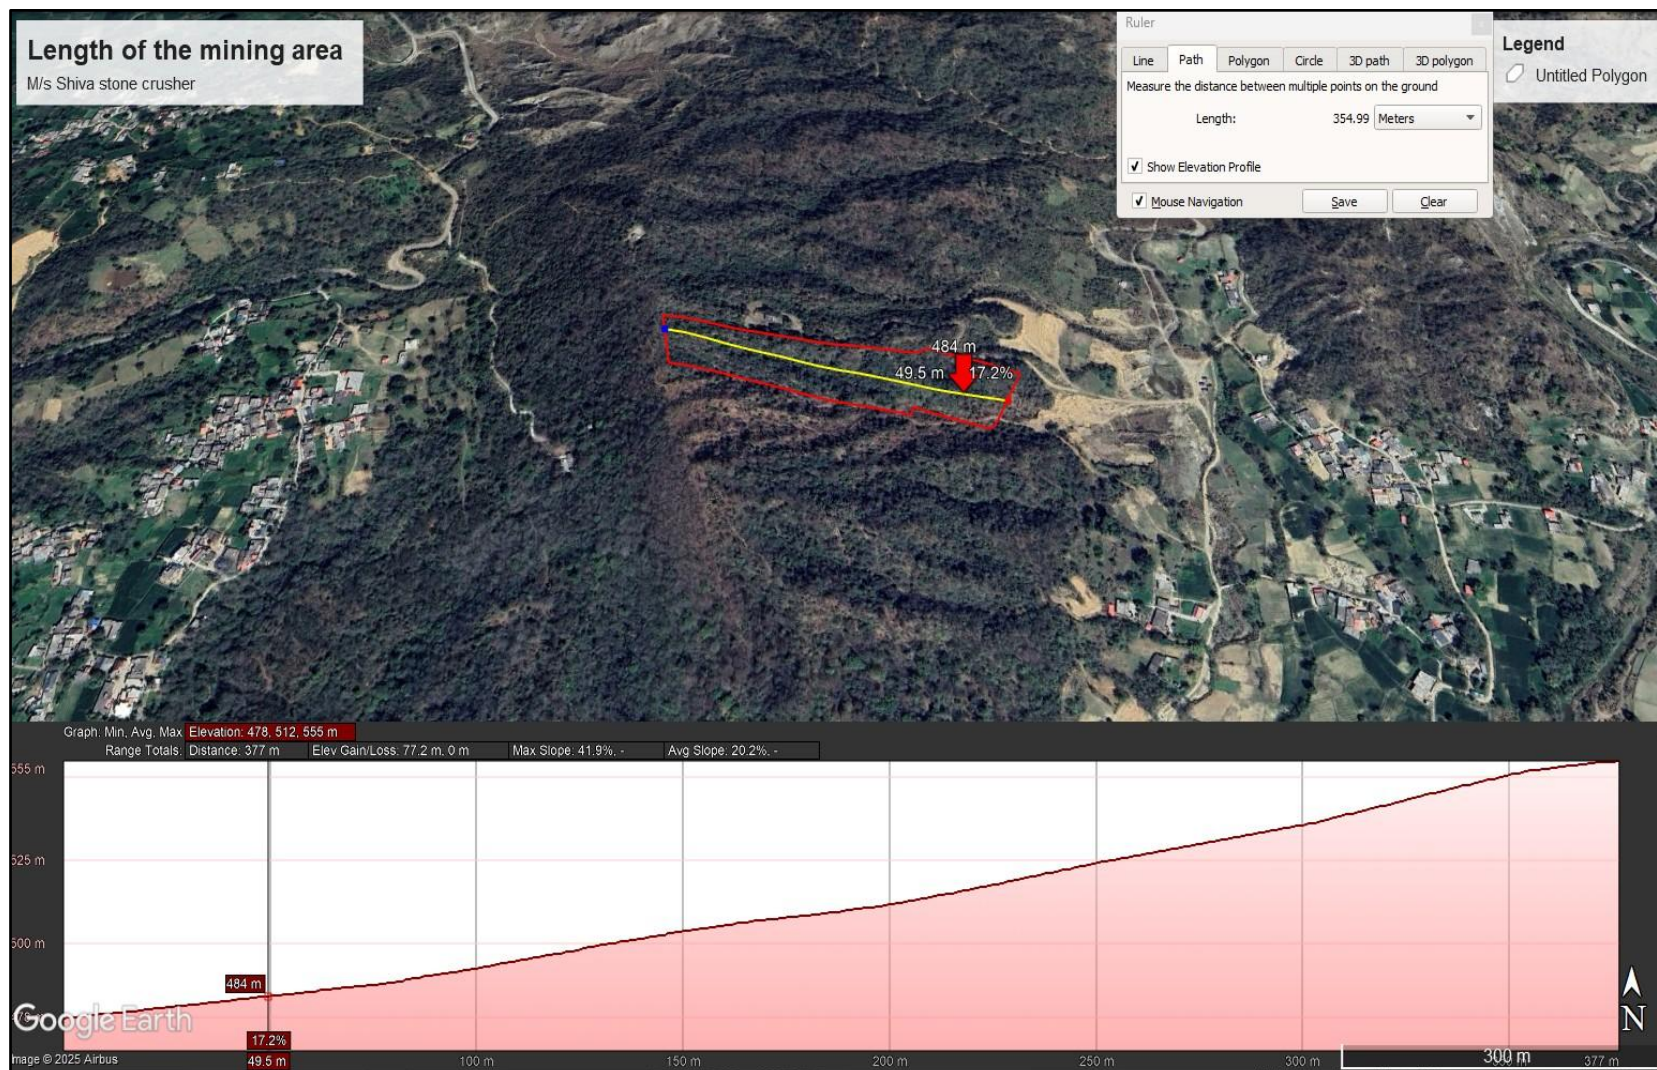 Length of the mining area
M/s Shiva stone crusher
Ruler
Line Path Polygon Circle 3D path 3D polygon
Measure the distance between multiple points on the ground
Length: 354.99 Meters
Show Elevation Profile
Mouse Navigation Save Clear
Legend
Untitled Polygon
484 m
49.5 m 17.2%
Graph: Min, Avg, Max Elevation: 478, 512, 555 m
Range Totals: Distance: 377 m Elev Gain/Loss: 77.2 m, 0 m Max Slope: 41.9%, - Avg Slope: 20.2%, -
555 m
525 m
500 m
484 m
Google Earth
N
17.2%
Image © 2025 Airbus
49.5 m 100 m 150 m 200 m 250 m 300 m 300 m 377 m